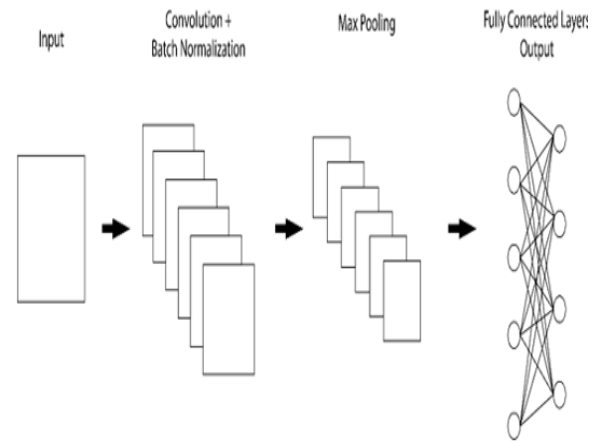 Input
Convolution +
Batch Normalization
Max Pooling
Fully Connected Layers
Output